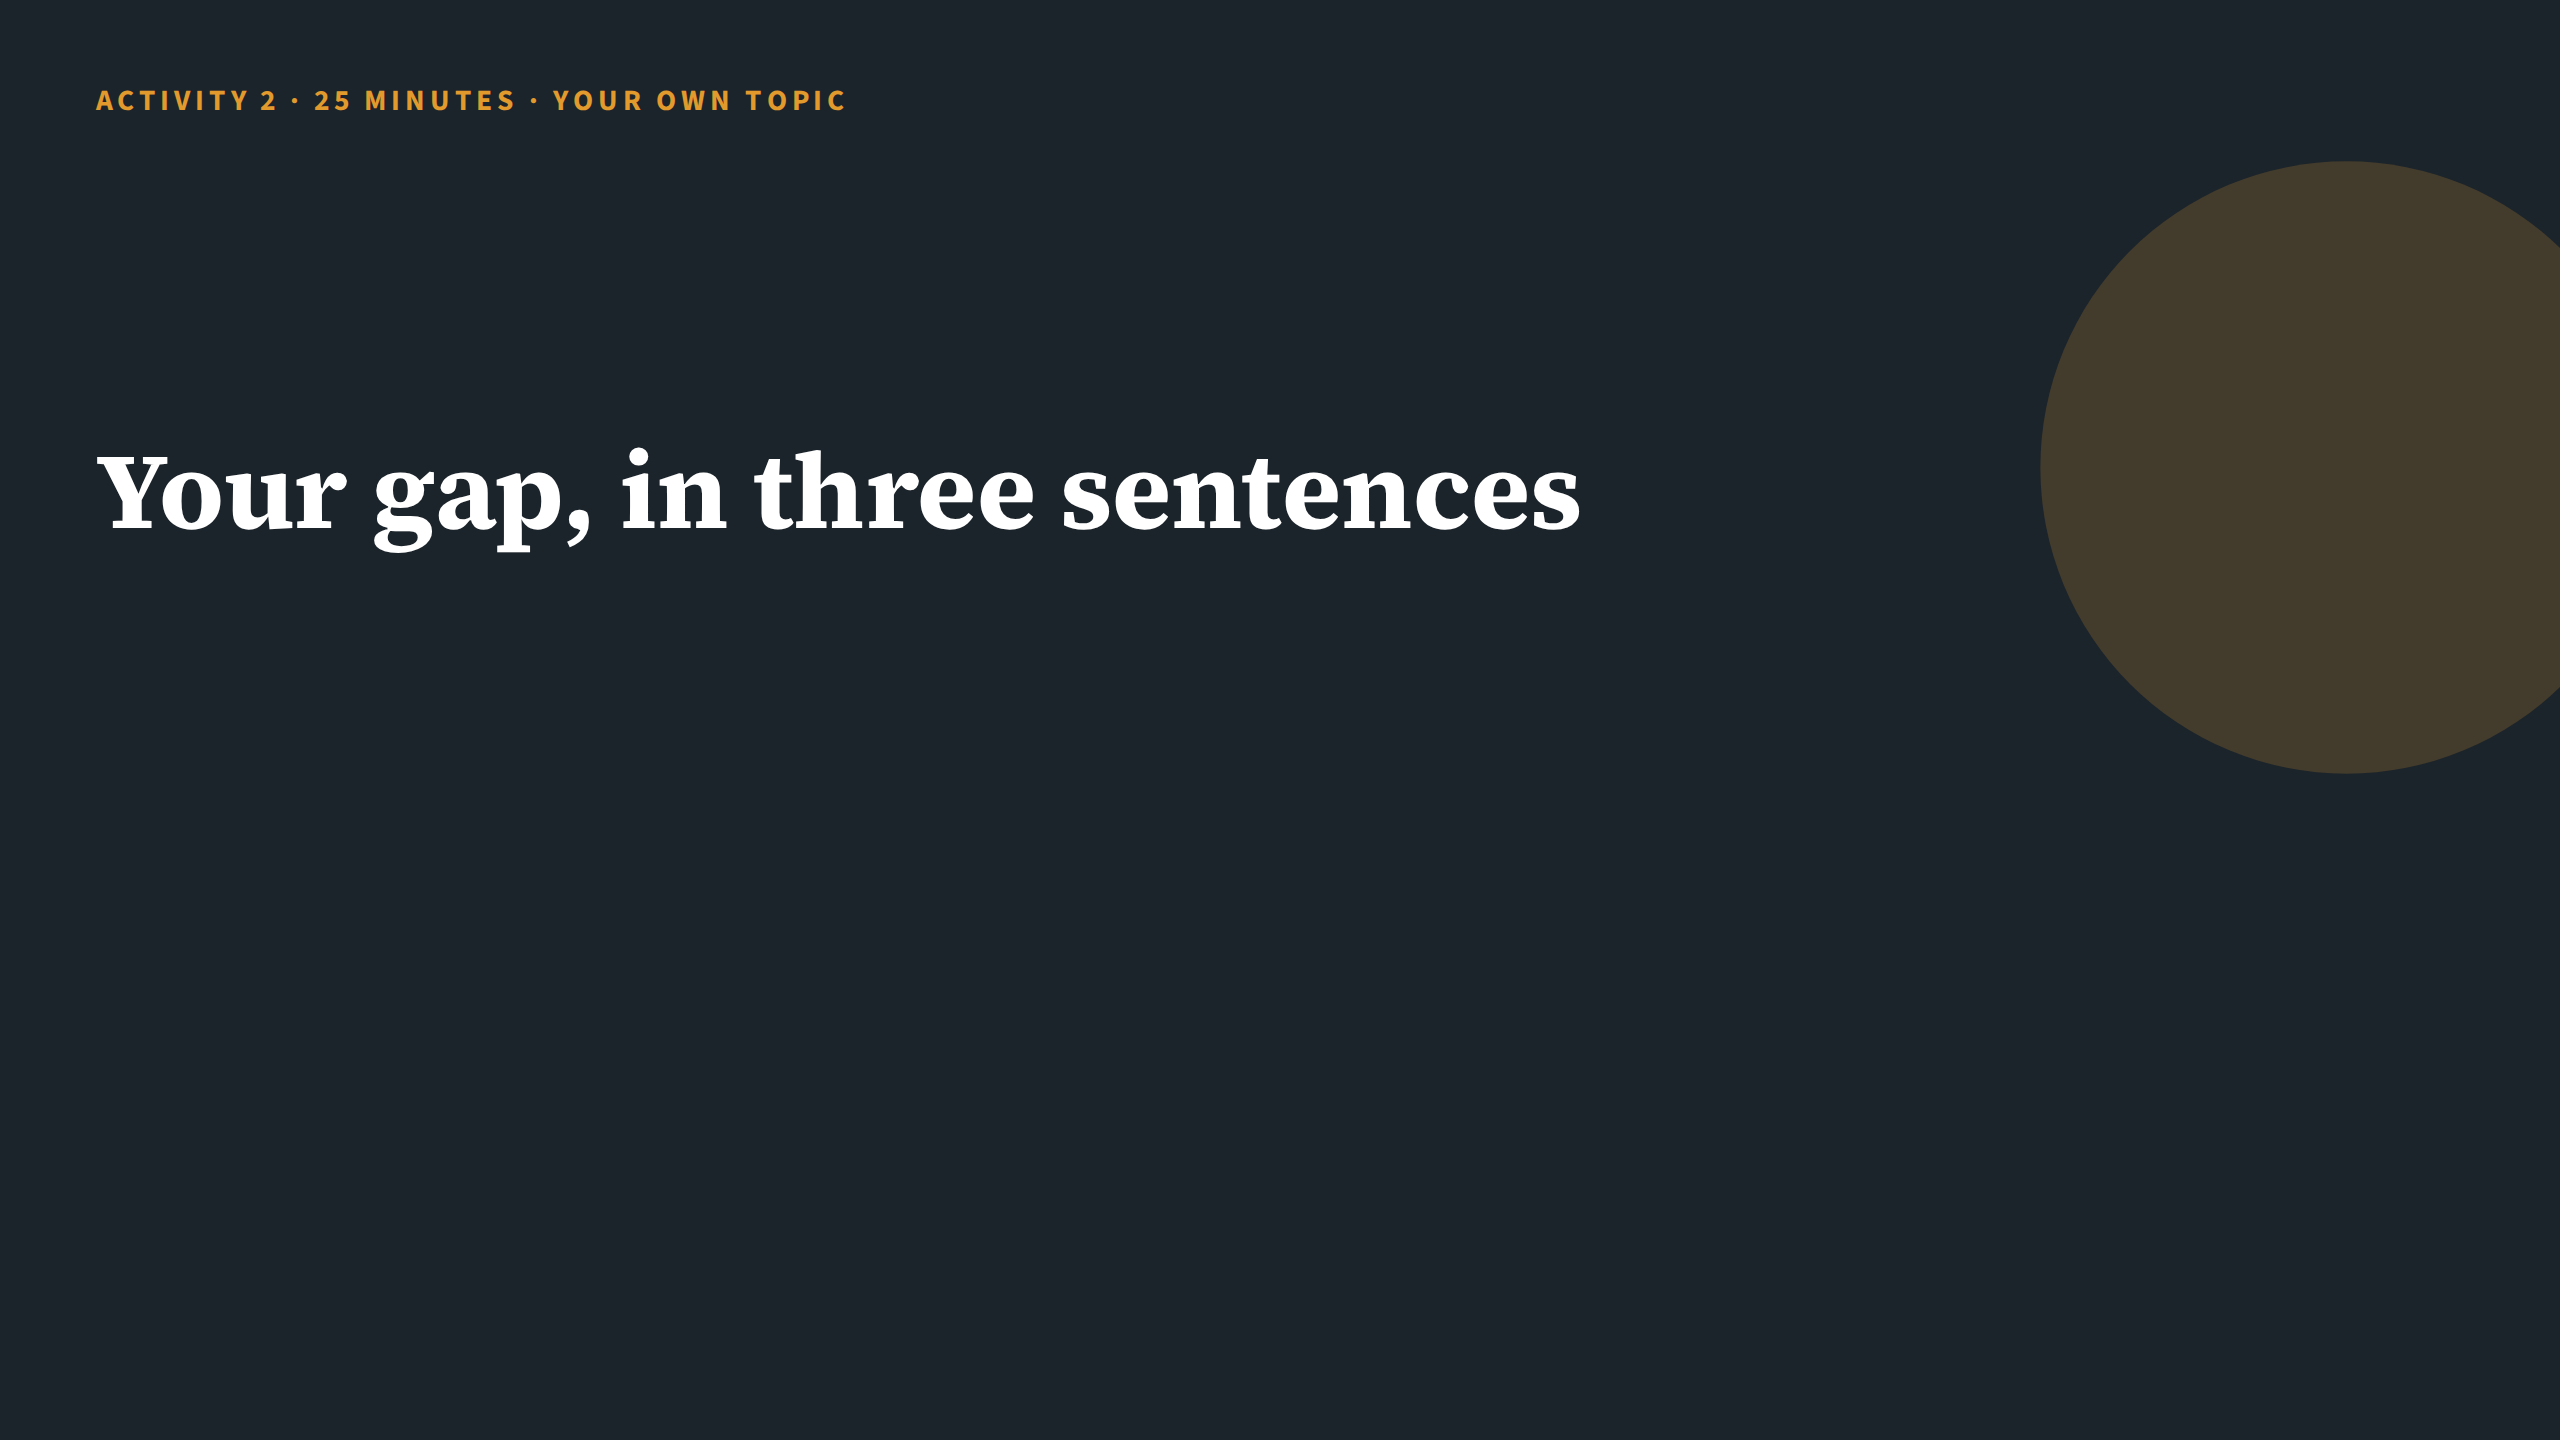 ACTIVITY 2 · 25 MINUTES · YOUR OWN TOPIC
Your gap, in three sentences